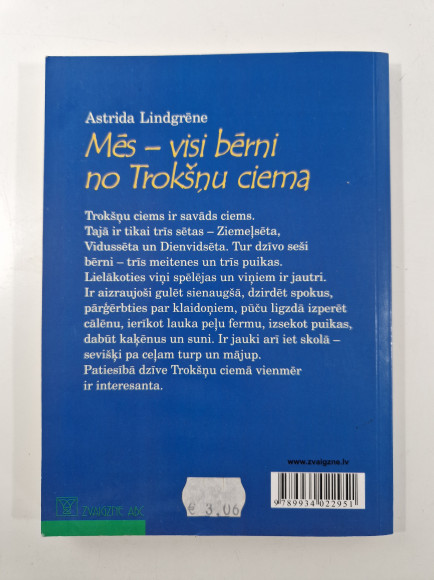 Astrida Lindgrēne
Mēs – visi bērni
no Trokšņu ciema
Trokšņu ciems ir savāds ciems.
Tajā ir tikai trīs sētas – Ziemeļsēta,
Vidussēta un Dienvidsēta. Tur dzīvo seši
bērni – trīs meitenes un trīs puikas.
Lielākoties viņi spēlējas un viņiem ir jautri.
Ir aizraujoši gulēt sienaugšā, dzirdēt spokus,
pārģērbties par klaidoņiem, pūču ligzdā izperēt
cālēnu, ierīkot lauka peļu fermu, izsekot puikas,
dabūt kaķēnus un suni. Ir jauki arī iet skolā –
sevišķi pa ceļam turp un mājup.
Patiesībā dzīve Trokšņu ciemā vienmēr
ir interesanta.
www.zvaigzne.lv
9 789934 022951
ZVAIGZNE ABC
€ 3,06